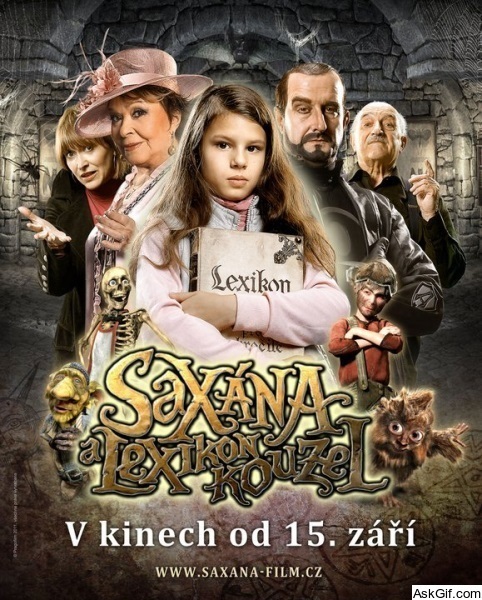 Lexikon
SaXÁNA
a LEXIKON
KOUZEL
V kinech od 15. září
WWW.SAXANA-FILM.CZ
AskGif.com